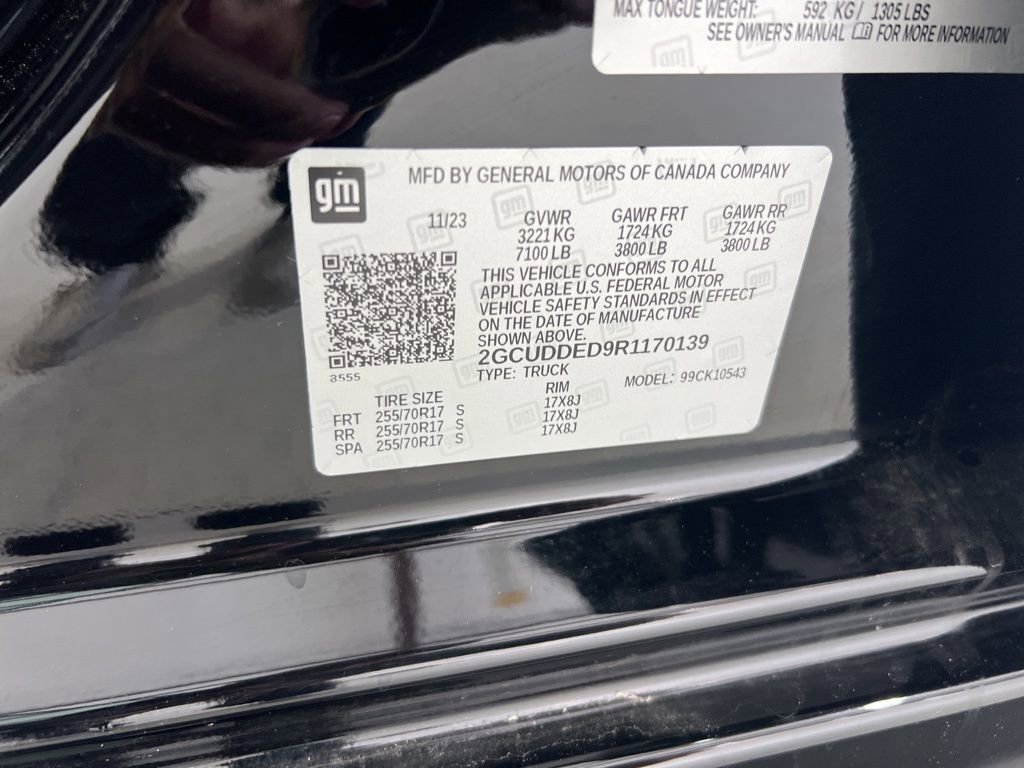 MAX TONGUE WEIGHT: 592 KG/ 1305 LBS
SEE OWNER'S MANUAL FOR MORE INFORMATION
gm
MFD BY GENERAL MOTORS OF CANADA COMPANY
11/23 GVWR GAWR FRT GAWR RR
3221 KG 1724 KG 1724 KG
7100 LB 3800 LB 3800 LB
THIS VEHICLE CONFORMS TO ALL
APPLICABLE U.S. FEDERAL MOTOR
VEHICLE SAFETY STANDARDS IN EFFECT
ON THE DATE OF MANUFACTURE
SHOWN ABOVE.
2GCUDDED9R1170139
3555 TYPE: TRUCK MODEL: 99CK10543
TIRE SIZE RIM
FRT 255/70R17 S 17X8J
RR 255/70R17 S 17X8J
SPA 255/70R17 S 17X8J